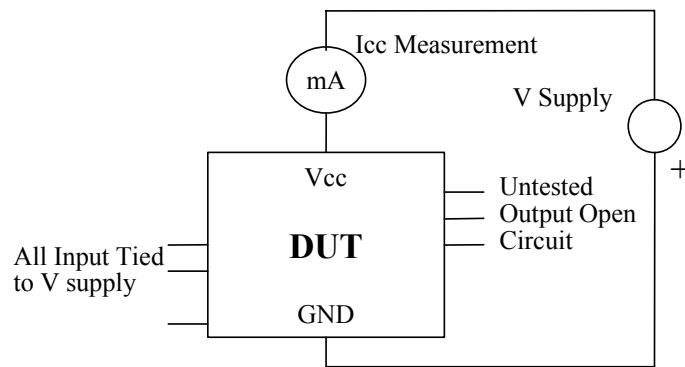 Icc Measurement
mA
V Supply
+
Vcc
Untested
Output Open
Circuit
DUT
All Input Tied
to V supply
GND